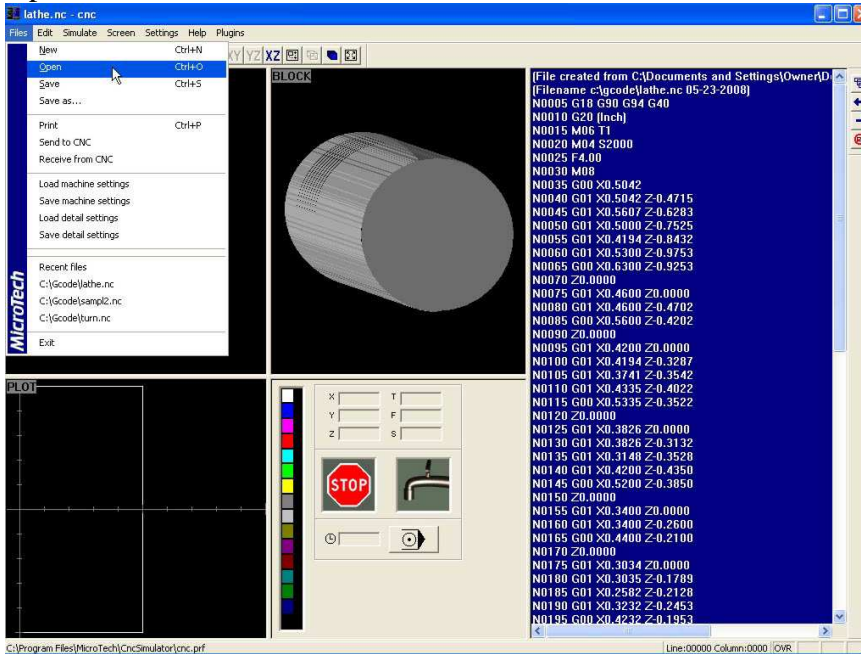 lathe.nc - cnc
Files Edit Simulate Screen Settings Help Plugins
XY YZ XZ
New Ctrl+N
Open Ctrl+O
Save Ctrl+S
Save as...
Print Ctrl+P
Send to CNC
Receive from CNC
Load machine settings
Save machine settings
Load detail settings
Save detail settings
Recent files
C:\Gcode\lathe.nc
C:\Gcode\sampl2.nc
C:\Gcode\turn.nc
Exit
MicroTech
BLOCK
PLOT
X T
Y F
Z S
STOP
(File created from C:\Documents and Settings\Owner\D
(Filename c:\gcode\lathe.nc 05-23-2008)
N0005 G18 G90 G94 G40
N0010 G20 (Inch)
N0015 M06 T1
N0020 M04 S2000
N0025 F4.00
N0030 M08
N0035 G00 X0.5042
N0040 G01 X0.5042 Z-0.4715
N0045 G01 X0.5607 Z-0.6283
N0050 G01 X0.5000 Z-0.7525
N0055 G01 X0.4194 Z-0.8432
N0060 G01 X0.5300 Z-0.9753
N0065 G00 X0.6300 Z-0.9253
N0070 Z0.0000
N0075 G01 X0.4600 Z0.0000
N0080 G01 X0.4600 Z-0.4702
N0085 G00 X0.5600 Z-0.4202
N0090 Z0.0000
N0095 G01 X0.4200 Z0.0000
N0100 G01 X0.4194 Z-0.3287
N0105 G01 X0.3741 Z-0.3542
N0110 G01 X0.4335 Z-0.4022
N0115 G00 X0.5335 Z-0.3522
N0120 Z0.0000
N0125 G01 X0.3826 Z0.0000
N0130 G01 X0.3826 Z-0.3132
N0135 G01 X0.3148 Z-0.3528
N0140 G01 X0.4200 Z-0.4350
N0145 G00 X0.5200 Z-0.3850
N0150 Z0.0000
N0155 G01 X0.3400 Z0.0000
N0160 G01 X0.3400 Z-0.2600
N0165 G00 X0.4400 Z-0.2100
N0170 Z0.0000
N0175 G01 X0.3034 Z0.0000
N0180 G01 X0.3035 Z-0.1789
N0185 G01 X0.2582 Z-0.2128
N0190 G01 X0.3232 Z-0.2453
N0195 G00 X0.4232 Z-0.1953
C:\Program Files\MicroTech\CncSimulator\cnc.prf
Line:00000 Column:0000 OVR